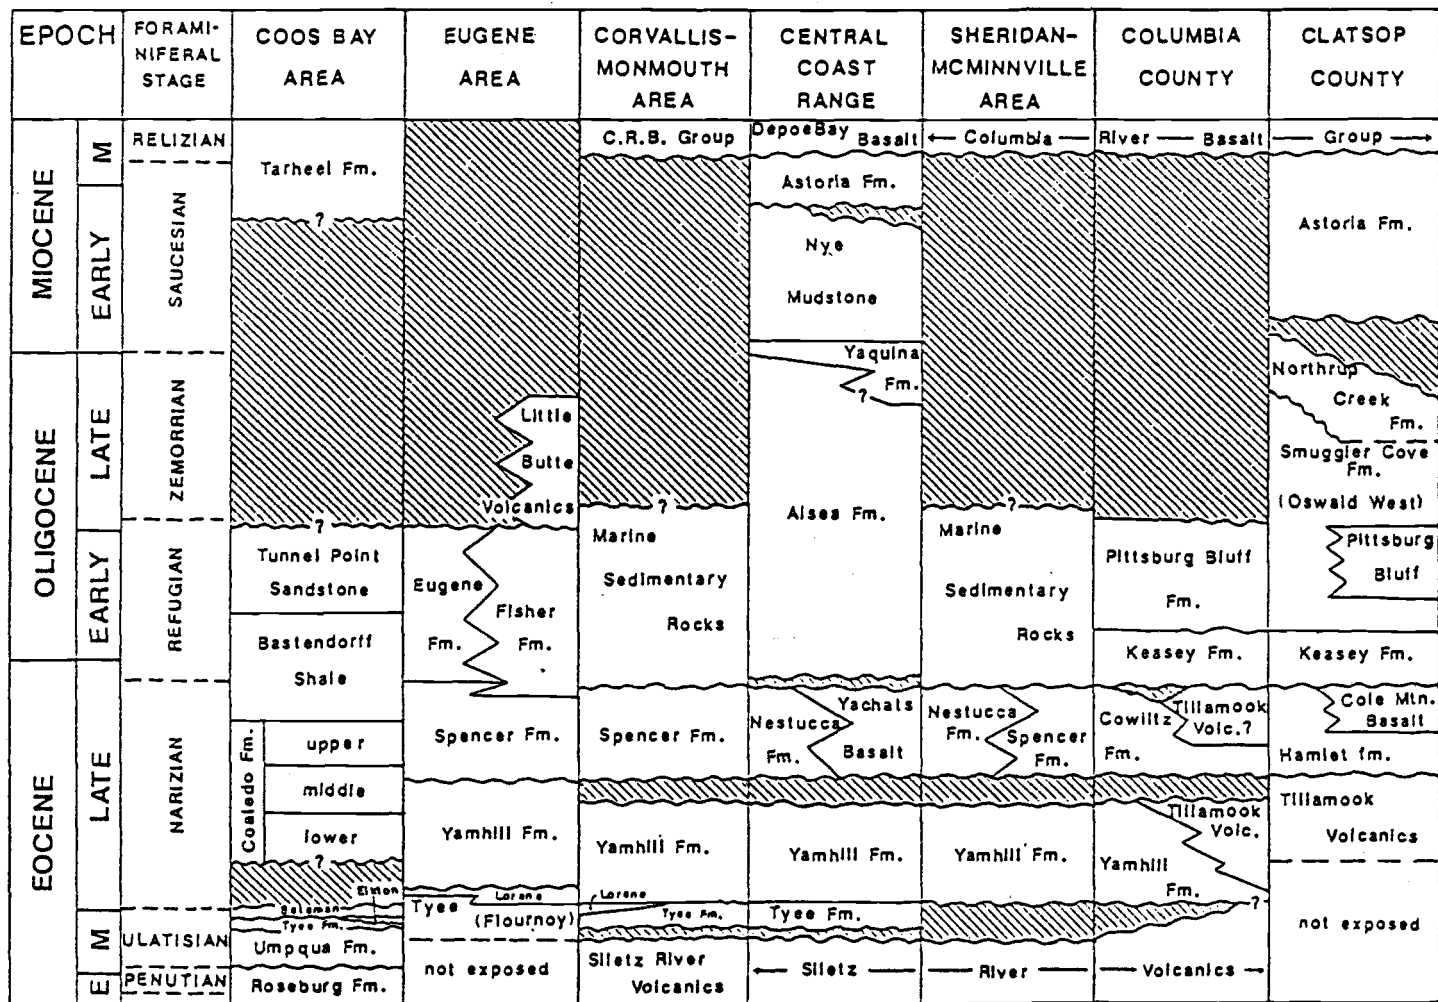 EPOCH
FORAMI-
NIFERAL
STAGE
COOS BAY
AREA
EUGENE
AREA
CORVALLIS-
MONMOUTH
AREA
CENTRAL
COAST
RANGE
SHERIDAN-
MCMINNVILLE
AREA
COLUMBIA
COUNTY
CLATSOP
COUNTY
MIOCENE
M
EARLY
OLIGOCENE
LATE
EARLY
EOCENE
LATE
M
E
RELIZIAN
SAUCESIAN
ZEMORRIAN
REFUGIAN
NARIZIAN
ULATISIAN
PENUTIAN
Tarheel Fm.
?
?
Tunnel Point
Sandstone
Bastendorff
Shale
Coaledo Fm.
upper
middle
lower
?
Elkton
Bateman
Tyee Fm.
Umpqua Fm.
Roseburg Fm.
Little
Butte
Volcanics
Eugene
Fm.
Fisher
Fm.
Spencer Fm.
Yamhill Fm.
Lorane
Tyee
(Flournoy)
not exposed
C.R.B. Group
?
Marine
Sedimentary
Rocks
Spencer Fm.
Yamhill Fm.
Lorane
Tyee Fm.
Siletz River
Volcanics
Depoe Bay
Basalt
Astoria Fm.
Nye
Mudstone
Yaquina
Fm.
?
Alsea Fm.
Nestucca
Fm.
Yachats
Basalt
Yamhill Fm.
Tyee Fm.
Siletz
Columbia
?
Marine
Sedimentary
Rocks
Nestucca
Fm.
Spencer
Fm.
Yamhill Fm.
River
River
Basalt
Pittsburg Bluff
Fm.
Keasey Fm.
Cowlitz
Fm.
Tillamook
Volc.?
Tillamook
Volc.
Yamhill
Fm.
?
Volcanics
Group
Astoria Fm.
Northrup
Creek
Fm.
Smuggler Cove
Fm.
(Oswald West)
Pittsburg
Bluff
Keasey Fm.
Cole Mtn.
Basalt
Hamlet fm.
Tillamook
Volcanics
not exposed